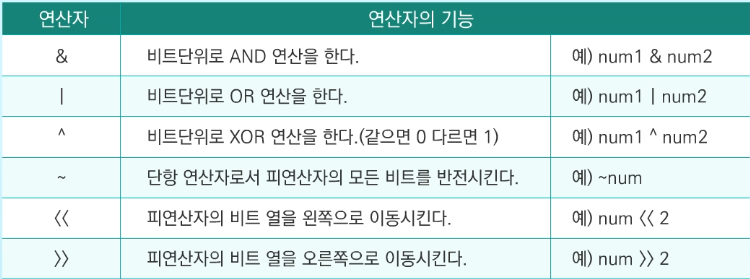 연산자 연산자의 기능
& 비트단위로 AND 연산을 한다. 예) num1 & num2
| 비트단위로 OR 연산을 한다. 예) num1 | num2
^ 비트단위로 XOR 연산을 한다.(같으면 0 다르면 1) 예) num1 ^ num2
~ 단항 연산자로서 피연산자의 모든 비트를 반전시킨다. 예) ~num
<< 피연산자의 비트 열을 왼쪽으로 이동시킨다. 예) num << 2
>> 피연산자의 비트 열을 오른쪽으로 이동시킨다. 예) num >> 2